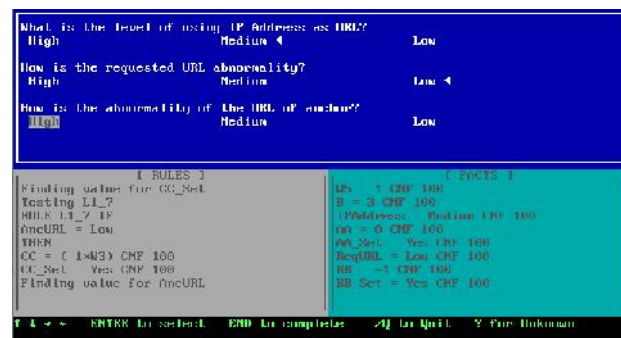 What is the level of using IP Address as URL?
High Medium ◄ Low
How is the requested URL abnormality?
High Medium Low ◄
How is the abnormality of the URL of anchor?
High Medium Low
[ RULES ]
Finding value for CC_Set
Testing L1_7
RULE L1_7 IF
AncURL = Low
THEN
CC = ( 1*W3) CNF 100
CC_Set Yes CNF 100
Finding value for AncURL
[ FACTS ]
1 CNF 100
B = 3 CNF 100
IPAddress Medium CNF 100
AA = 0 CNF 100
AA_Set Yes CNF 100
ReqURL = Low CNF 100
BB -1 CNF 100
BB Set = Yes CNF 100
ENTER to select END to complete /Q to Quit ? for Unknown